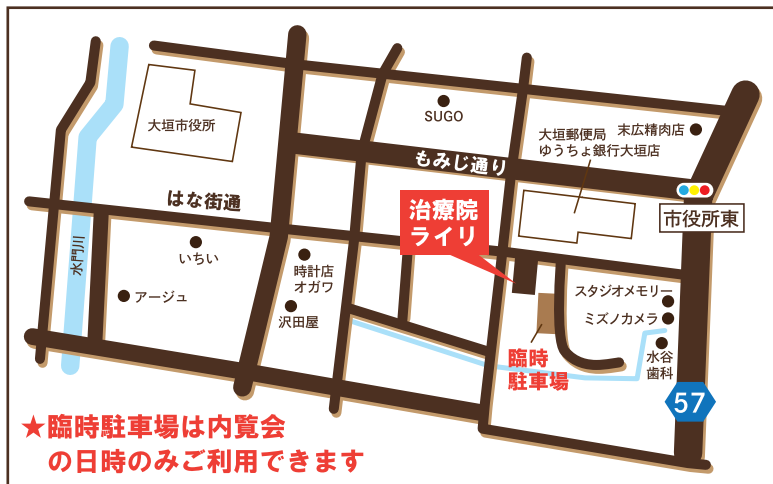 大垣市役所
SUGO
大垣郵便局
ゆうちょ銀行大垣店
末広精肉店
もみじ通り
はな街通
治療院
ライリ
市役所東
水門川
いちい
時計店
オガワ
アージュ
沢田屋
スタジオメモリー
ミズノカメラ
臨時
駐車場
水谷
歯科
57
★臨時駐車場は内覧会
の日時のみご利用できます